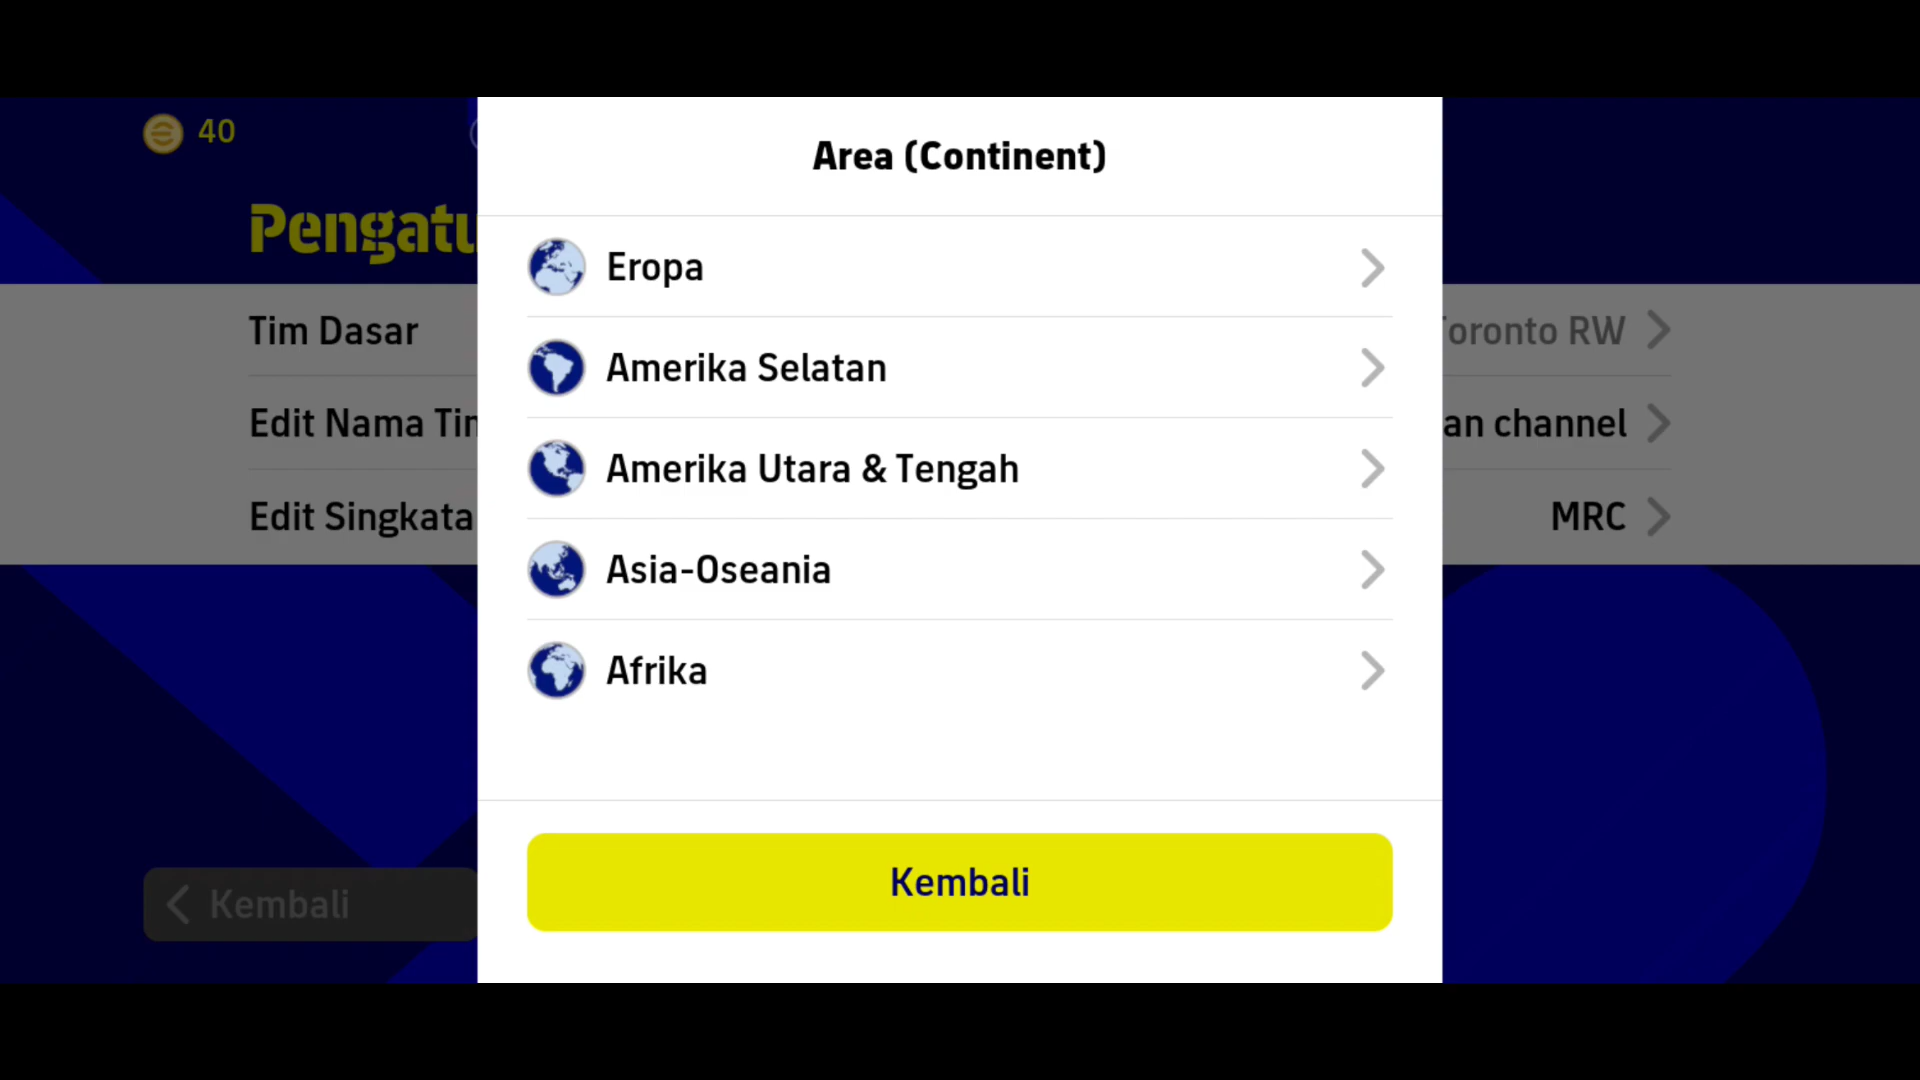 40
Area (Continent)
Pengatu
Eropa
Tim Dasar
oronto RW
Amerika Selatan
Edit Nama Tim
an channel
Amerika Utara & Tengah
Edit Singkata
MRC
Asia-Oseania
Afrika
Kembali
Kembali